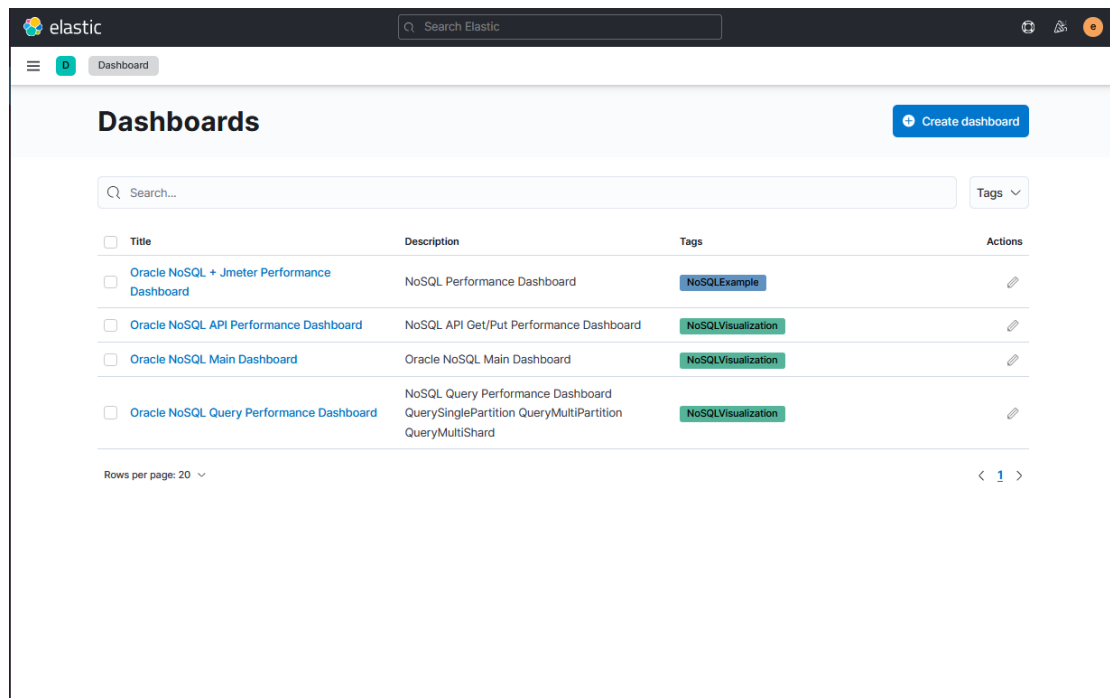 elastic
Search Elastic
e
D
Dashboard
Dashboards
Create dashboard
Search...
Tags
Title Description Tags Actions
Oracle NoSQL + Jmeter Performance
Dashboard
NoSQL Performance Dashboard
NoSQLExample
Oracle NoSQL API Performance Dashboard NoSQL API Get/Put Performance Dashboard NoSQLVisualization
Oracle NoSQL Main Dashboard Oracle NoSQL Main Dashboard NoSQLVisualization
Oracle NoSQL Query Performance Dashboard
NoSQL Query Performance Dashboard
QuerySinglePartition QueryMultiPartition
QueryMultiShard
NoSQLVisualization
Rows per page: 20
1